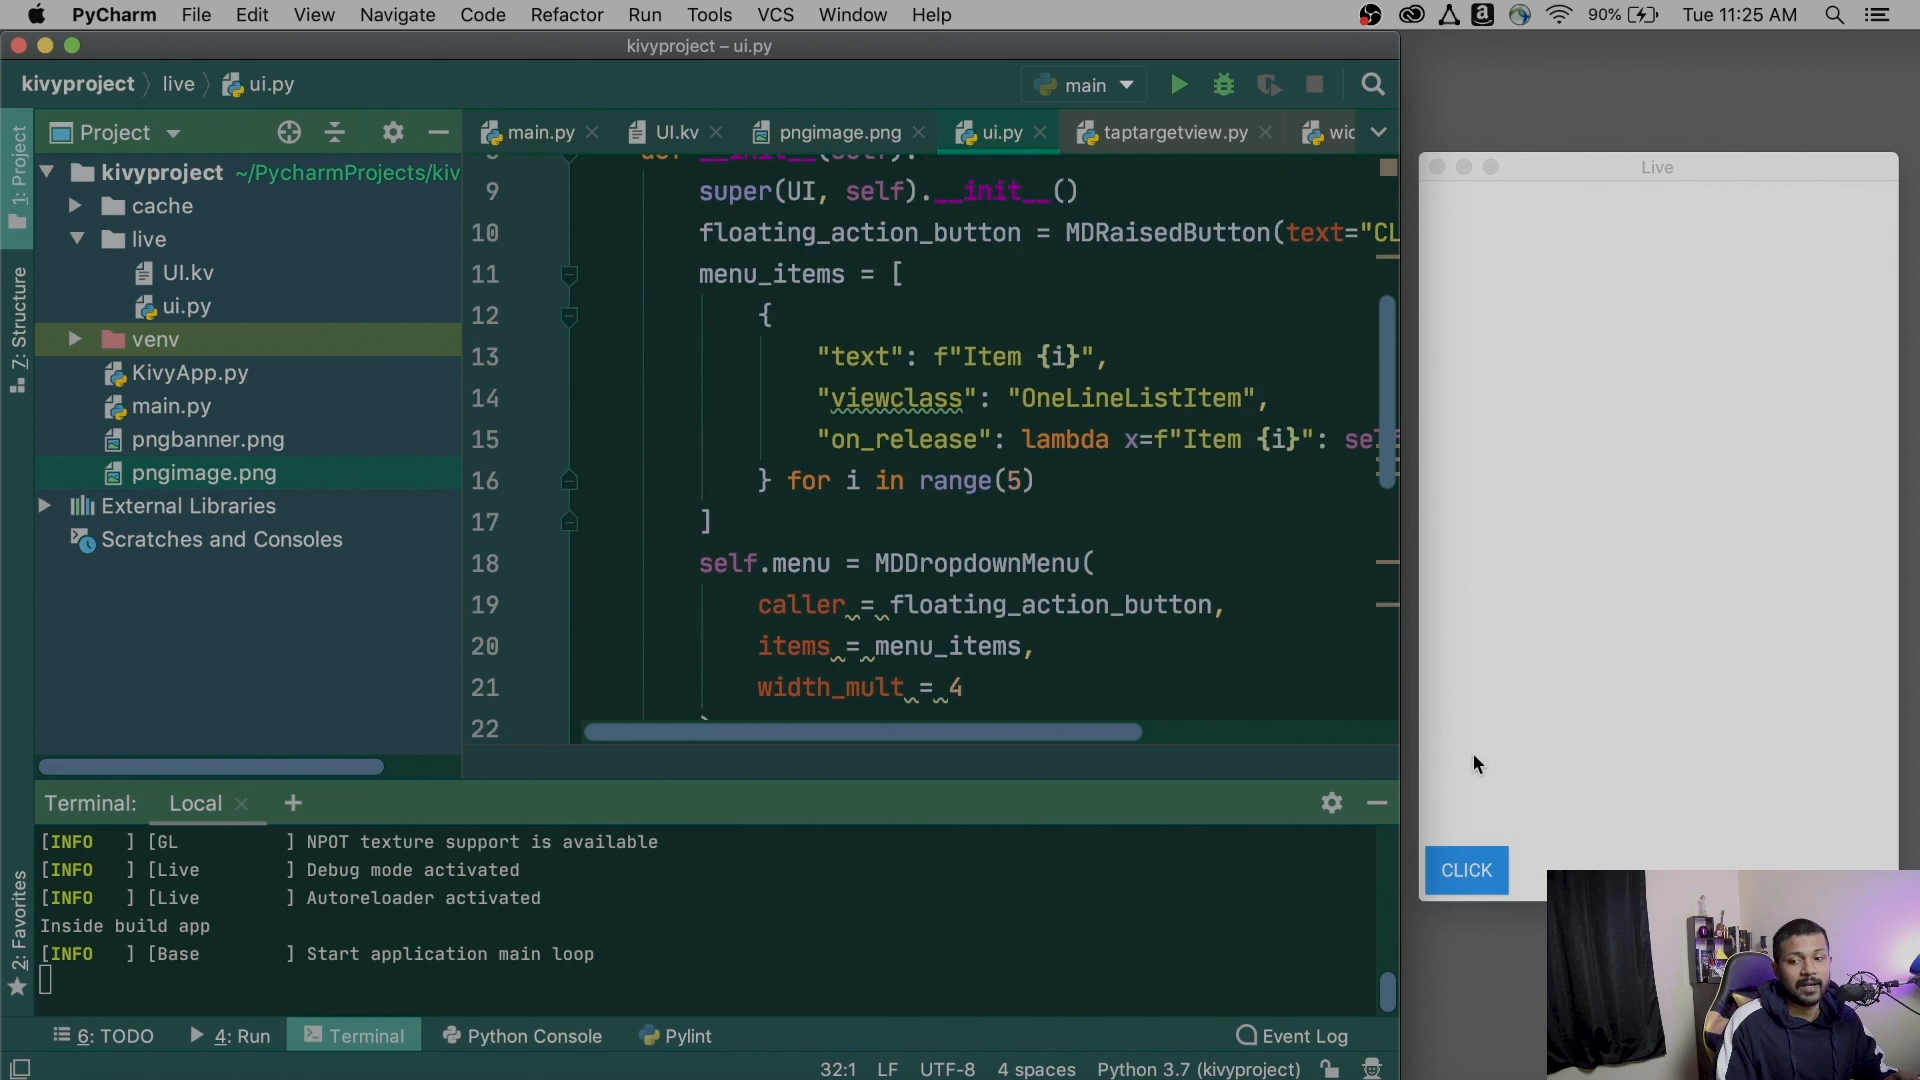 PyCharm File Edit View Navigate Code Refactor Run Tools VCS Window Help 90% Tue 11:25 AM
kivyproject – ui.py
kivyproject live ui.py main
1: Project
Project
main.py UI.kv pngimage.png ui.py taptargetview.py wic
kivyproject ~/PycharmProjects/kiv
cache
live
UI.kv
ui.py
venv
KivyApp.py
main.py
pngbanner.png
pngimage.png
External Libraries
Scratches and Consoles
7: Structure
2: Favorites
9 super(UI, self).__init__()
10 floating_action_button = MDRaisedButton(text="CL
11 menu_items = [
12 {
13 "text": f"Item {i}",
14 "viewclass": "OneLineListItem",
15 "on_release": lambda x=f"Item {i}": sel
16 } for i in range(5)
17 ]
18 self.menu = MDDropdownMenu(
19 caller = floating_action_button,
20 items = menu_items,
21 width_mult = 4
22
Live
CLICK
Terminal: Local
[INFO   ] [GL          ] NPOT texture support is available
[INFO   ] [Live        ] Debug mode activated
[INFO   ] [Live        ] Autoreloader activated
Inside build app
[INFO   ] [Base        ] Start application main loop
6: TODO 4: Run Terminal Python Console Pylint Event Log
32:1 LF UTF-8 4 spaces Python 3.7 (kivyproject)